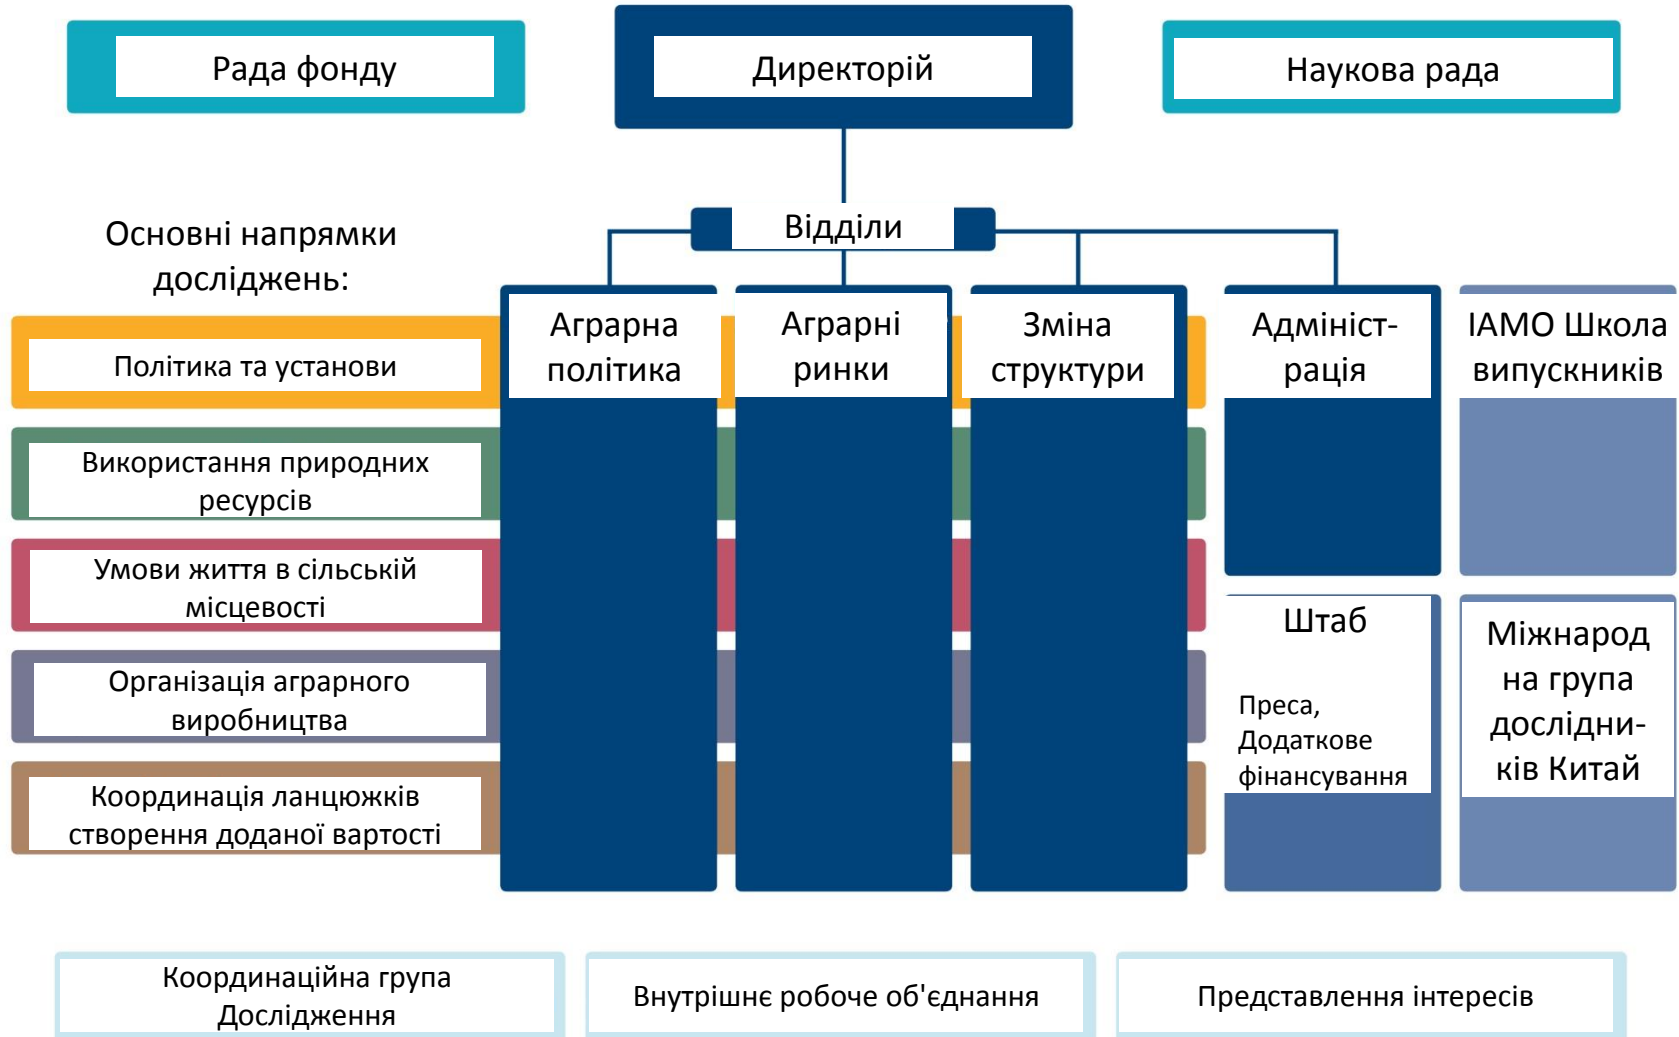 Рада фонду
Директорій
Наукова рада
Відділи
Основні напрямки
досліджень:
Аграрна
політика
Аграрні
ринки
Зміна
структури
Адмініст-
рація
ІАМО Школа
випускників
Політика та установи
Використання природних
ресурсів
Умови життя в сільській
місцевості
Організація аграрного
виробництва
Координація ланцюжків
створення доданої вартості
Штаб
Преса,
Додаткове
фінансування
Міжнарод
на група
дослідни-
ків Китай
Координаційна група
Дослідження
Внутрішнє робоче об'єднання
Представлення інтересів